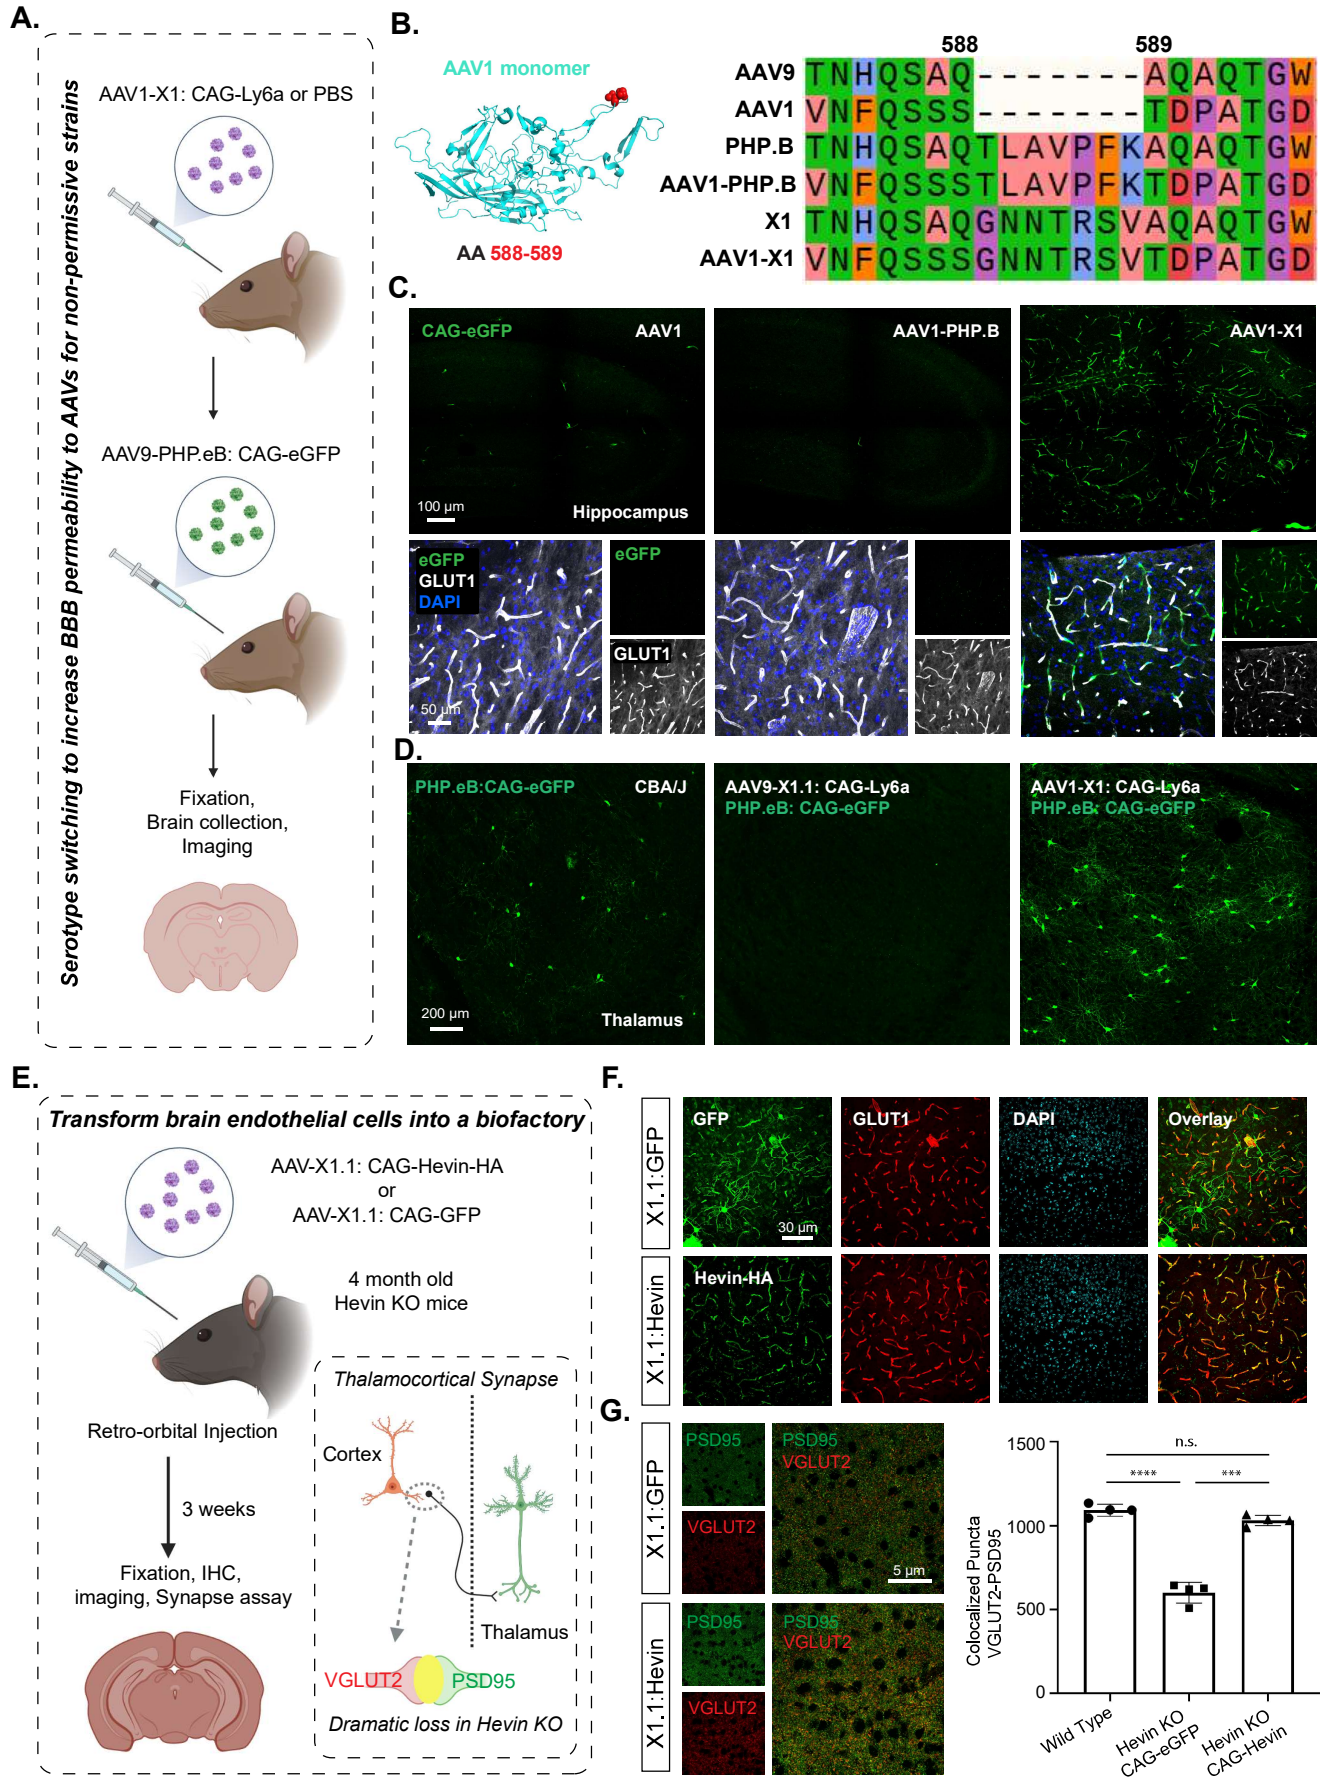 A.
Serotype switching to increase BBB permeability to AAVs for non-permissive strains
AAV1-X1: CAG-Ly6a or PBS
AAV9-PHP.eB: CAG-eGFP
Fixation,
Brain collection,
Imaging
B.
AAV1 monomer
AA 588-589
588 589
AAV9 TNHQSAQ-------AQAQTGW
AAV1 VNFQSSS-------TDPATGD
PHP.B TNHQSAQTLAVPFKAQAQTGW
AAV1-PHP.B VNFQSSSTLAVPFKTDPATGD
X1 TNHQSAQGNNTRSVAQAQTGW
AAV1-X1 VNFQSSSGNNTRSVTDPATGD
C.
CAG-eGFP AAV1
100 µm
Hippocampus
AAV1-PHP.B
AAV1-X1
eGFP
GLUT1
DAPI
50 µm
eGFP
GLUT1
D.
PHP.eB:CAG-eGFP CBA/J
200 µm
Thalamus
AAV9-X1.1: CAG-Ly6a
PHP.eB: CAG-eGFP
AAV1-X1: CAG-Ly6a
PHP.eB: CAG-eGFP
E.
Transform brain endothelial cells into a biofactory
AAV-X1.1: CAG-Hevin-HA
or
AAV-X1.1: CAG-GFP
4 month old
Hevin KO mice
Retro-orbital Injection
3 weeks
Fixation, IHC,
imaging, Synapse assay
Thalamocortical Synapse
Cortex
Thalamus
VGLUT2 PSD95
Dramatic loss in Hevin KO
F.
X1.1:GFP
GFP
30 µm
GLUT1
DAPI
Overlay
X1.1:Hevin
Hevin-HA
G.
X1.1:GFP
PSD95
VGLUT2
PSD95
VGLUT2
5 µm
X1.1:Hevin
PSD95
VGLUT2
PSD95
VGLUT2
Colocalized Puncta
VGLUT2-PSD95
1500
1000
500
0
n.s.
**** ***
Wild Type
Hevin KO
CAG-eGFP
Hevin KO
CAG-Hevin